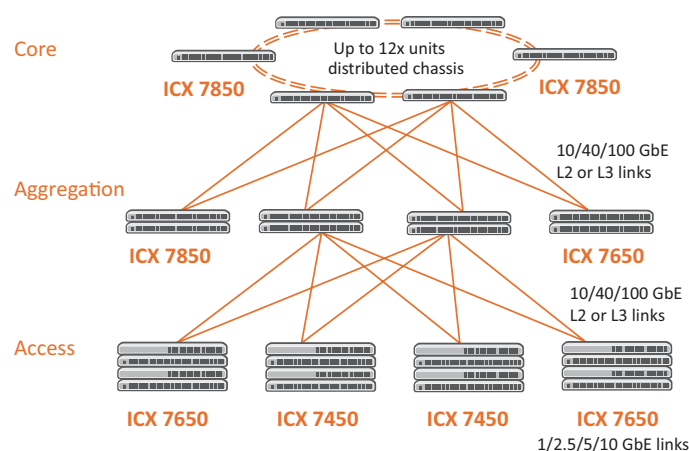 Core
Up to 12x units
distributed chassis
ICX 7850
ICX 7850
10/40/100 GbE
L2 or L3 links
Aggregation
ICX 7850
ICX 7650
10/40/100 GbE
L2 or L3 links
Access
ICX 7650
ICX 7450
ICX 7450
ICX 7650
1/2.5/5/10 GbE links